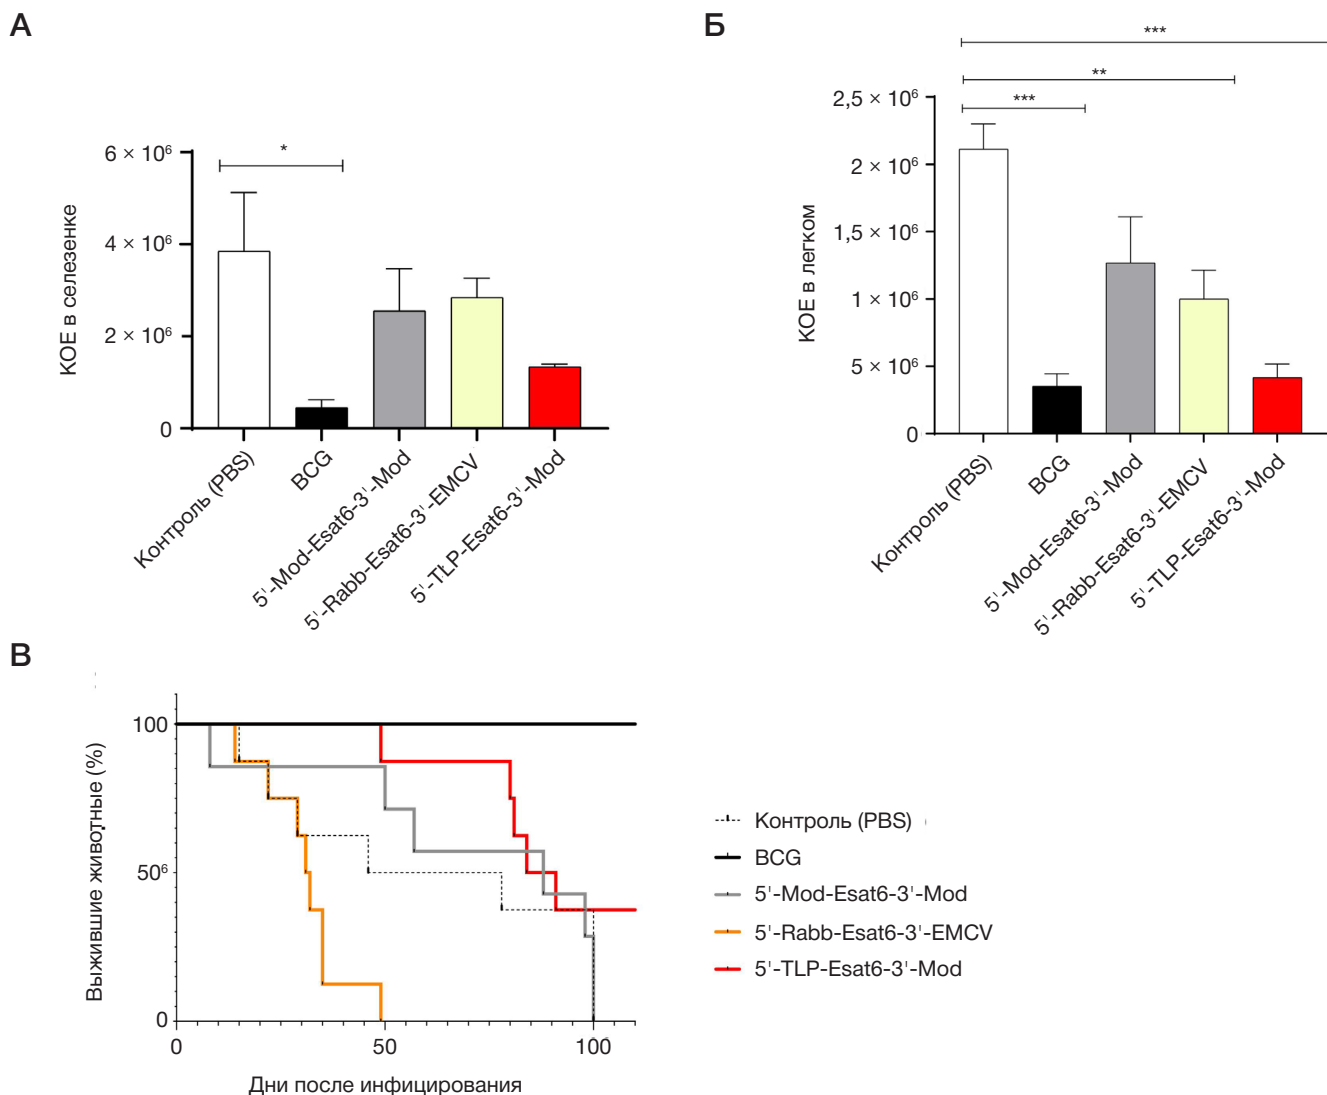 А
*
6 × 10⁶
4 × 10⁶
2 × 10⁶
0
КОЕ в селезенке
Контроль (PBS)
BCG
5'-Mod-Esat6-3'-Mod
5'-Rabb-Esat6-3'-EMCV
5'-TLP-Esat6-3'-Mod
Б
***
**
***
2,5 × 10⁶
2 × 10⁶
1,5 × 10⁶
1 × 10⁶
5 × 10⁶
0
КОЕ в легком
Контроль (PBS)
BCG
5'-Mod-Esat6-3'-Mod
5'-Rabb-Esat6-3'-EMCV
5'-TLP-Esat6-3'-Mod
В
100
50⁶
0
Выжившие животные (%)
0 50 100
Дни после инфицирования
Контроль (PBS)
BCG
5'-Mod-Esat6-3'-Mod
5'-Rabb-Esat6-3'-EMCV
5'-TLP-Esat6-3'-Mod